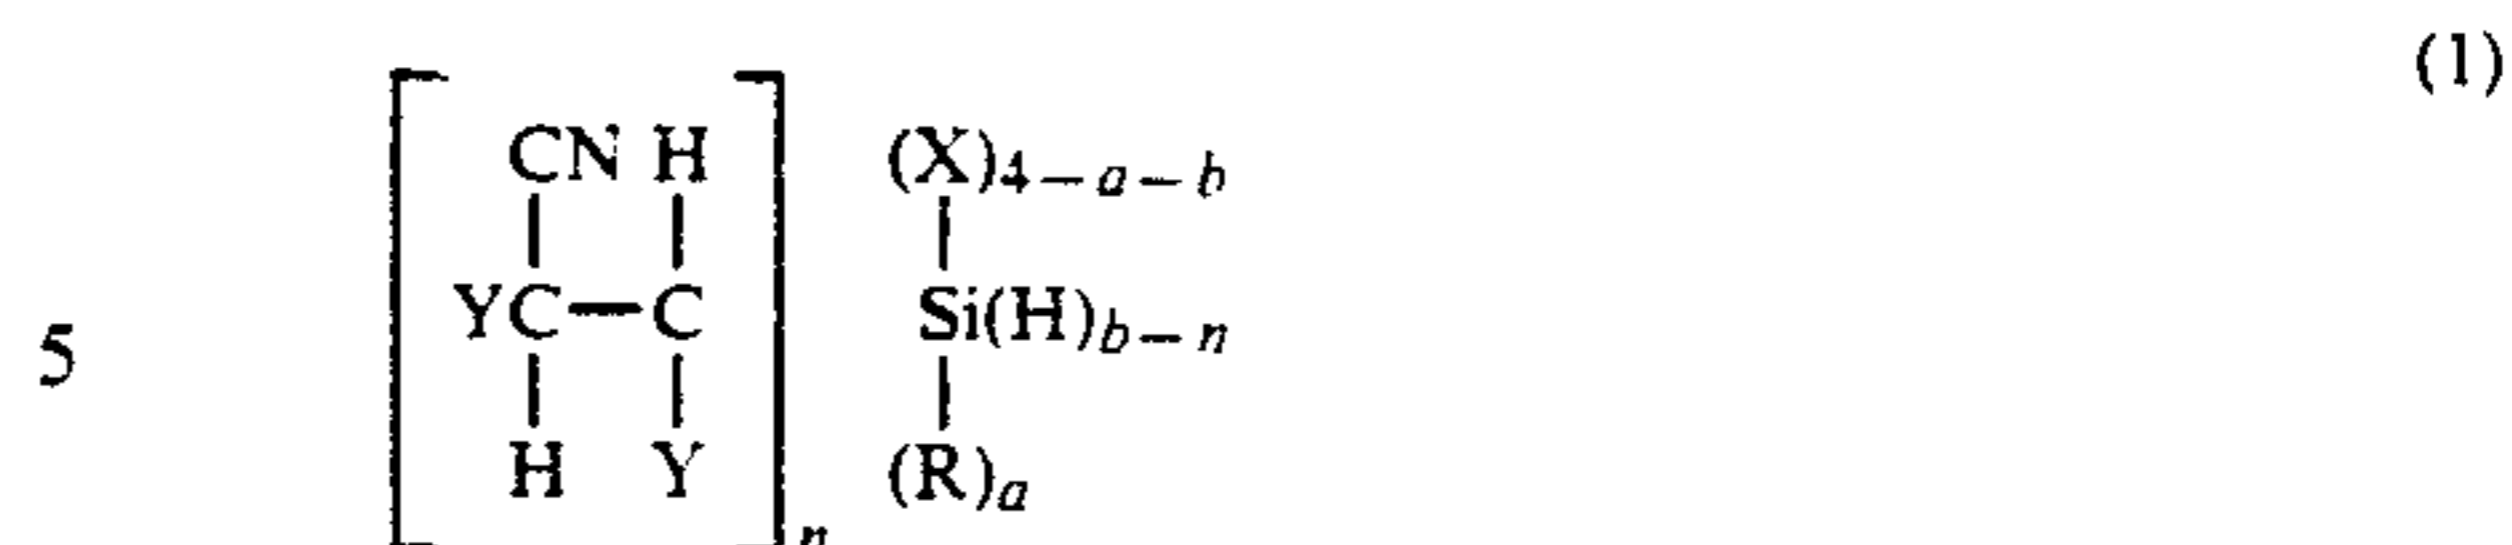 (1)
CN H (X)4−a−b
YC—C Si(H)b−n
5
H Y (R)a
n